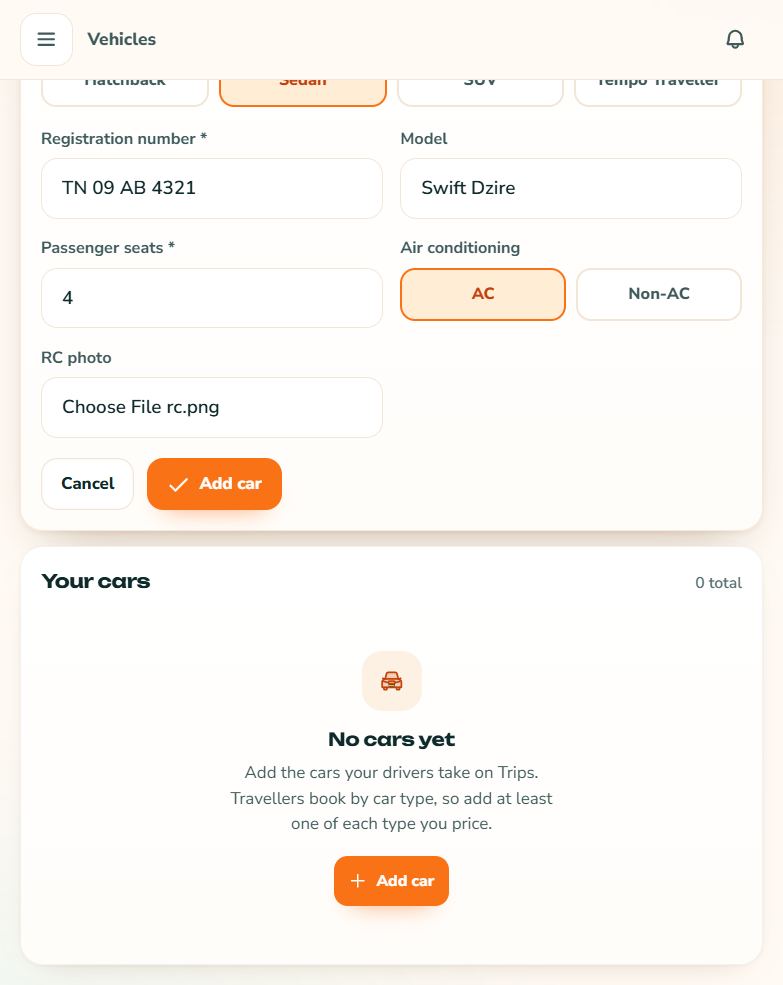 Vehicles
Hatchback Sedan SUV Tempo Traveller
Registration number * Model
TN 09 AB 4321 Swift Dzire
Passenger seats * Air conditioning
4 AC Non-AC
RC photo
Choose File rc.png
Cancel Add car
Your cars 0 total
No cars yet
Add the cars your drivers take on Trips.
Travellers book by car type, so add at least
one of each type you price.
Add car